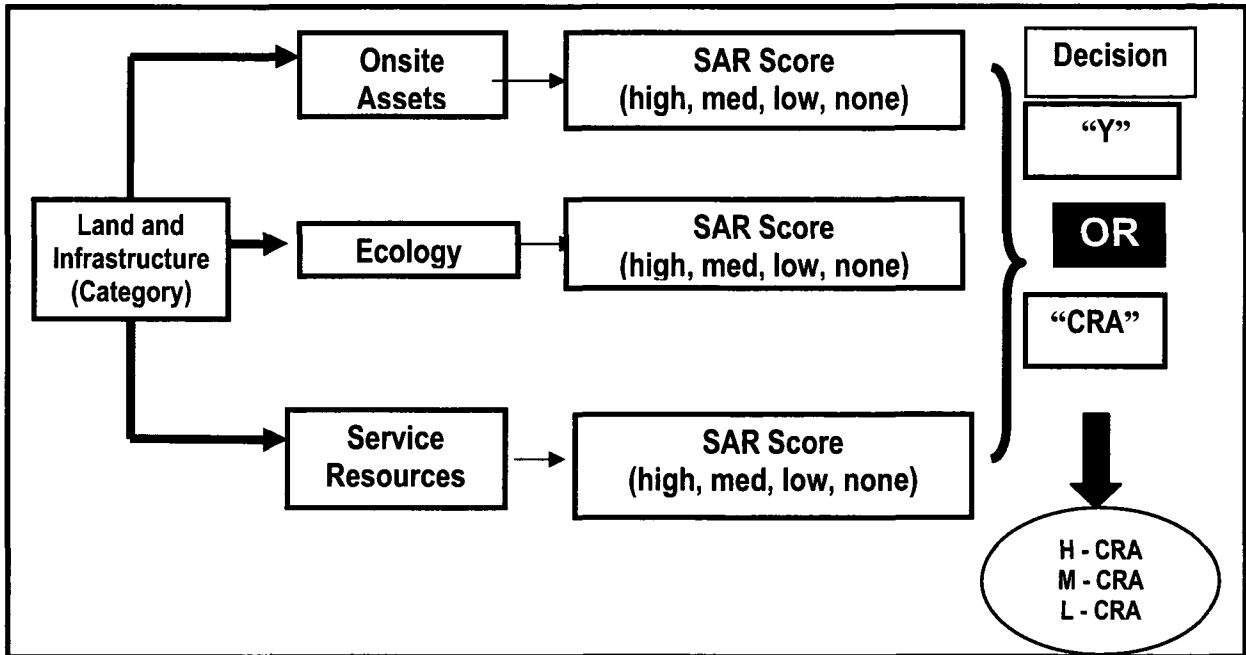 Land and
Infrastructure
(Category)
Onsite
Assets
SAR Score
(high, med, low, none)
Ecology
SAR Score
(high, med, low, none)
Service
Resources
SAR Score
(high, med, low, none)
Decision
“Y”
OR
“CRA”
H - CRA
M - CRA
L - CRA